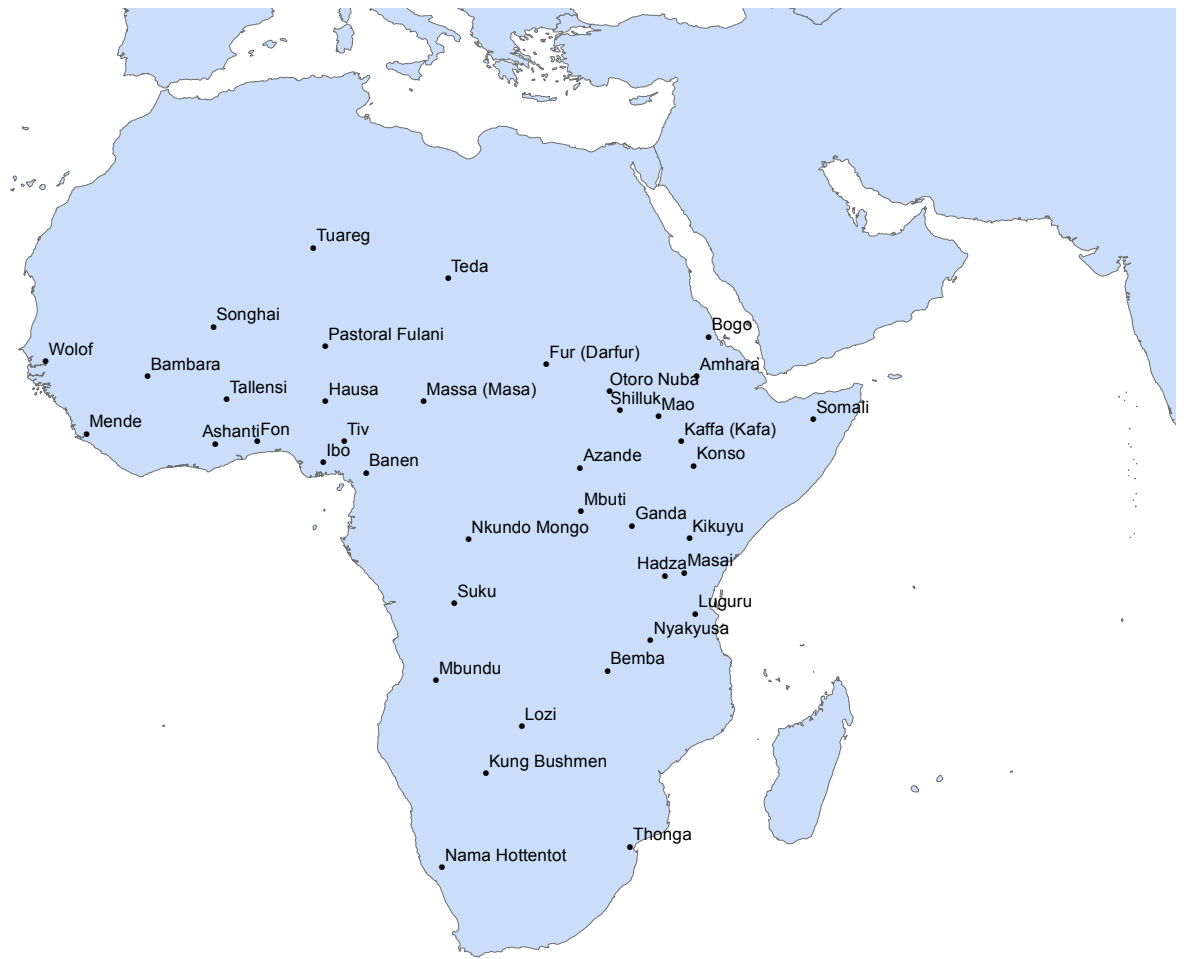 Tuareg
Teda
Songhai
Bogo
Pastoral Fulani
Wolof
Fur (Darfur)
Bambara
Amhara
Otoro Nuba
Tallensi
Hausa
Massa (Masa)
Shilluk
Mao
Somali
Mende
Ashanti
Fon
Tiv
Kaffa (Kafa)
Ibo
Banen
Azande
Konso
Mbuti
Ganda
Nkundo Mongo
Kikuyu
Hadza
Masai
Suku
Luguru
Nyakyusa
Bemba
Mbundu
Lozi
Kung Bushmen
Thonga
Nama Hottentot